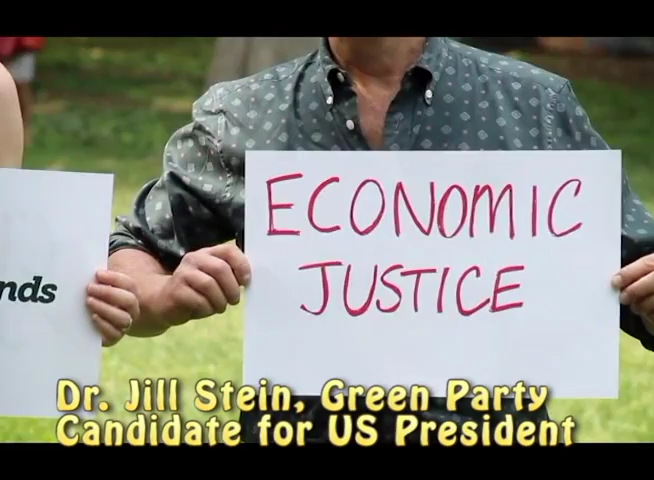 ECONOMIC
JUSTICE
nds
Dr. Jill Stein, Green Party
Candidate for US President